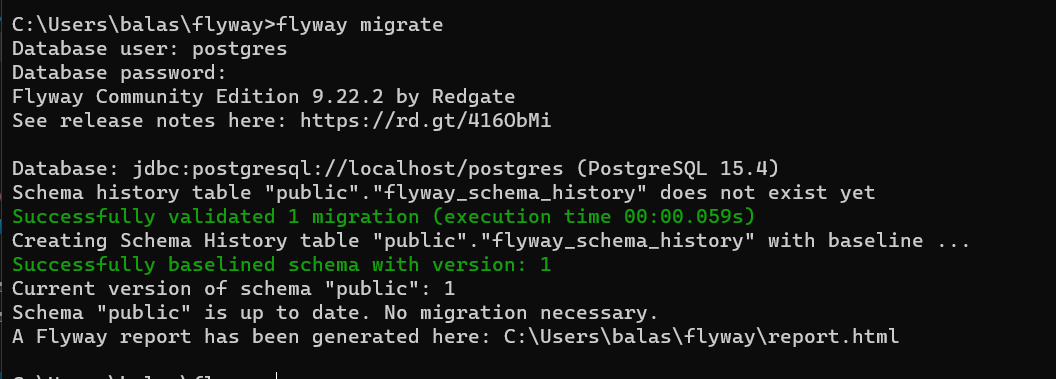 C:\Users\balas\flyway>flyway migrate
Database user: postgres
Database password:
Flyway Community Edition 9.22.2 by Redgate
See release notes here: https://rd.gt/416ObMi
Database: jdbc:postgresql://localhost/postgres (PostgreSQL 15.4)
Schema history table "public"."flyway_schema_history" does not exist yet
Successfully validated 1 migration (execution time 00:00.059s)
Creating Schema History table "public"."flyway_schema_history" with baseline ...
Successfully baselined schema with version: 1
Current version of schema "public": 1
Schema "public" is up to date. No migration necessary.
A Flyway report has been generated here: C:\Users\balas\flyway\report.html